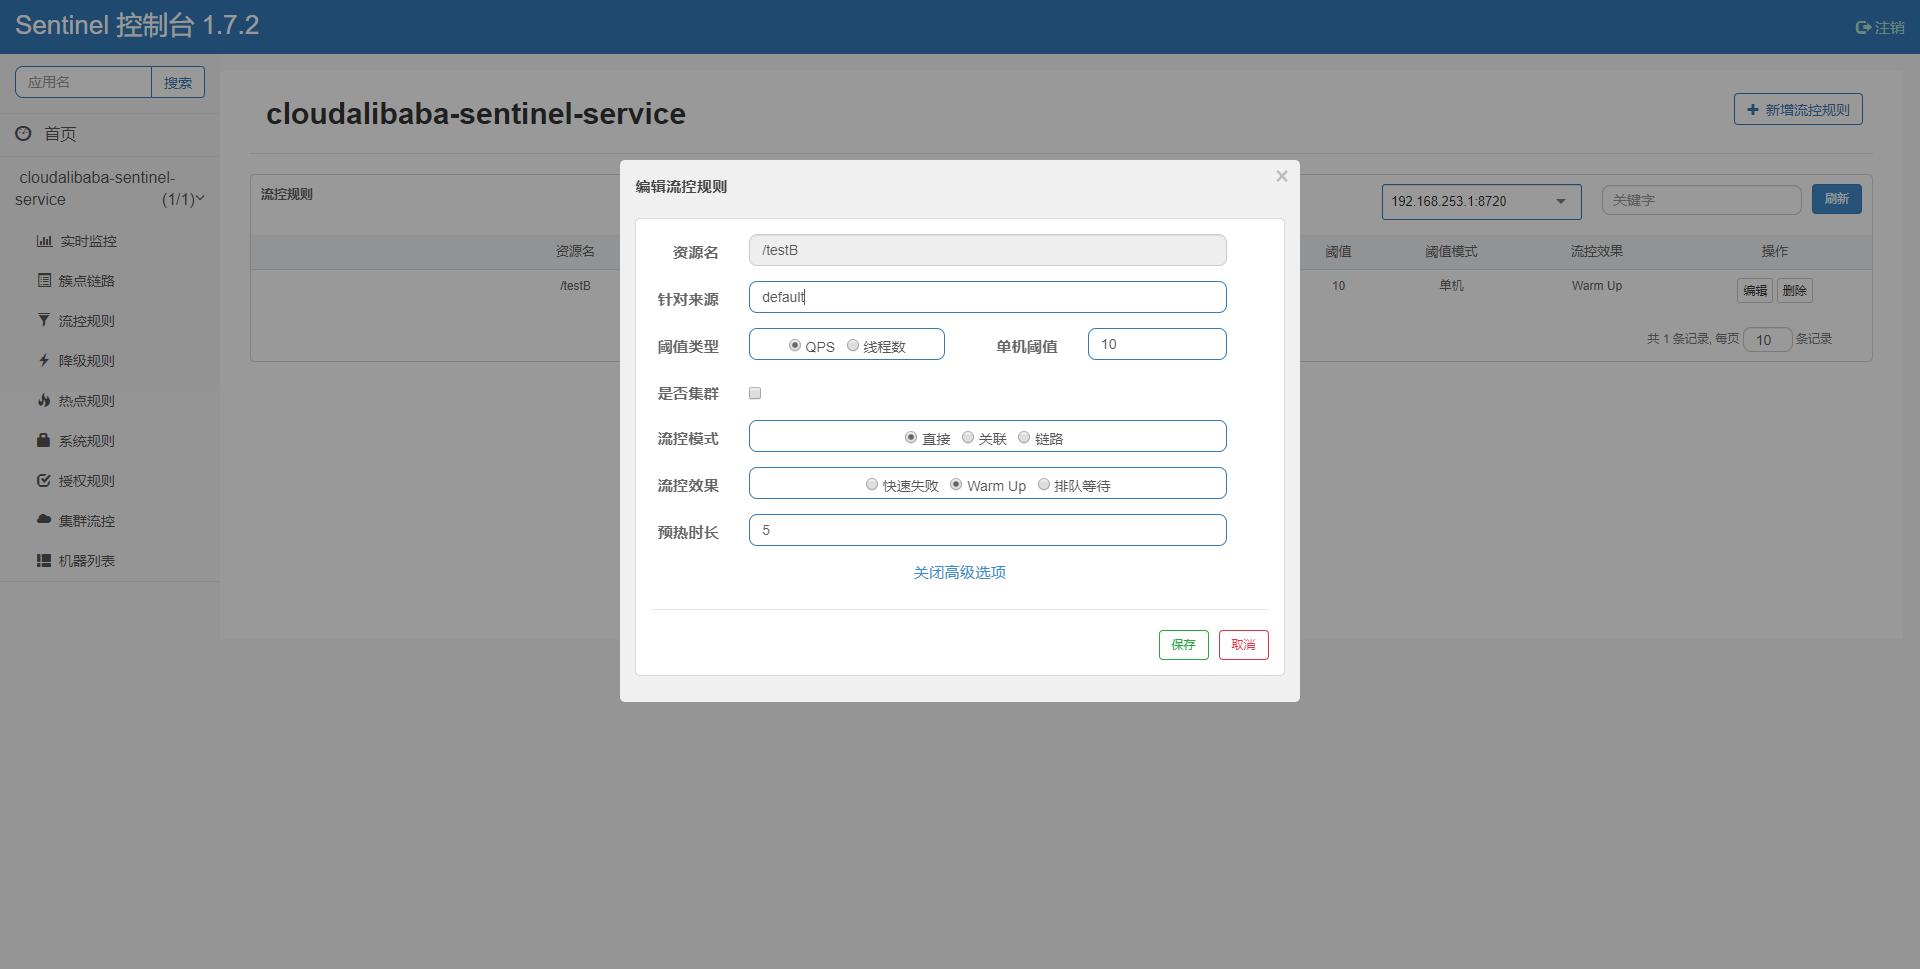 Sentinel 控制台 1.7.2
注销
应用名
搜索
首页
cloudalibaba-sentinel-
service
(1/1)
实时监控
簇点链路
流控规则
降级规则
热点规则
系统规则
授权规则
集群流控
机器列表
cloudalibaba-sentinel-service
新增流控规则
流控规则
192.168.253.1:8720
关键字
刷新
资源名
阈值
阈值模式
流控效果
操作
/testB
10
单机
Warm Up
编辑
删除
共 1 条记录, 每页 10 条记录
编辑流控规则
×
资源名
/testB
针对来源
default
阈值类型
QPS
线程数
单机阈值
10
是否集群
流控模式
直接
关联
链路
流控效果
快速失败
Warm Up
排队等待
预热时长
5
关闭高级选项
保存
取消